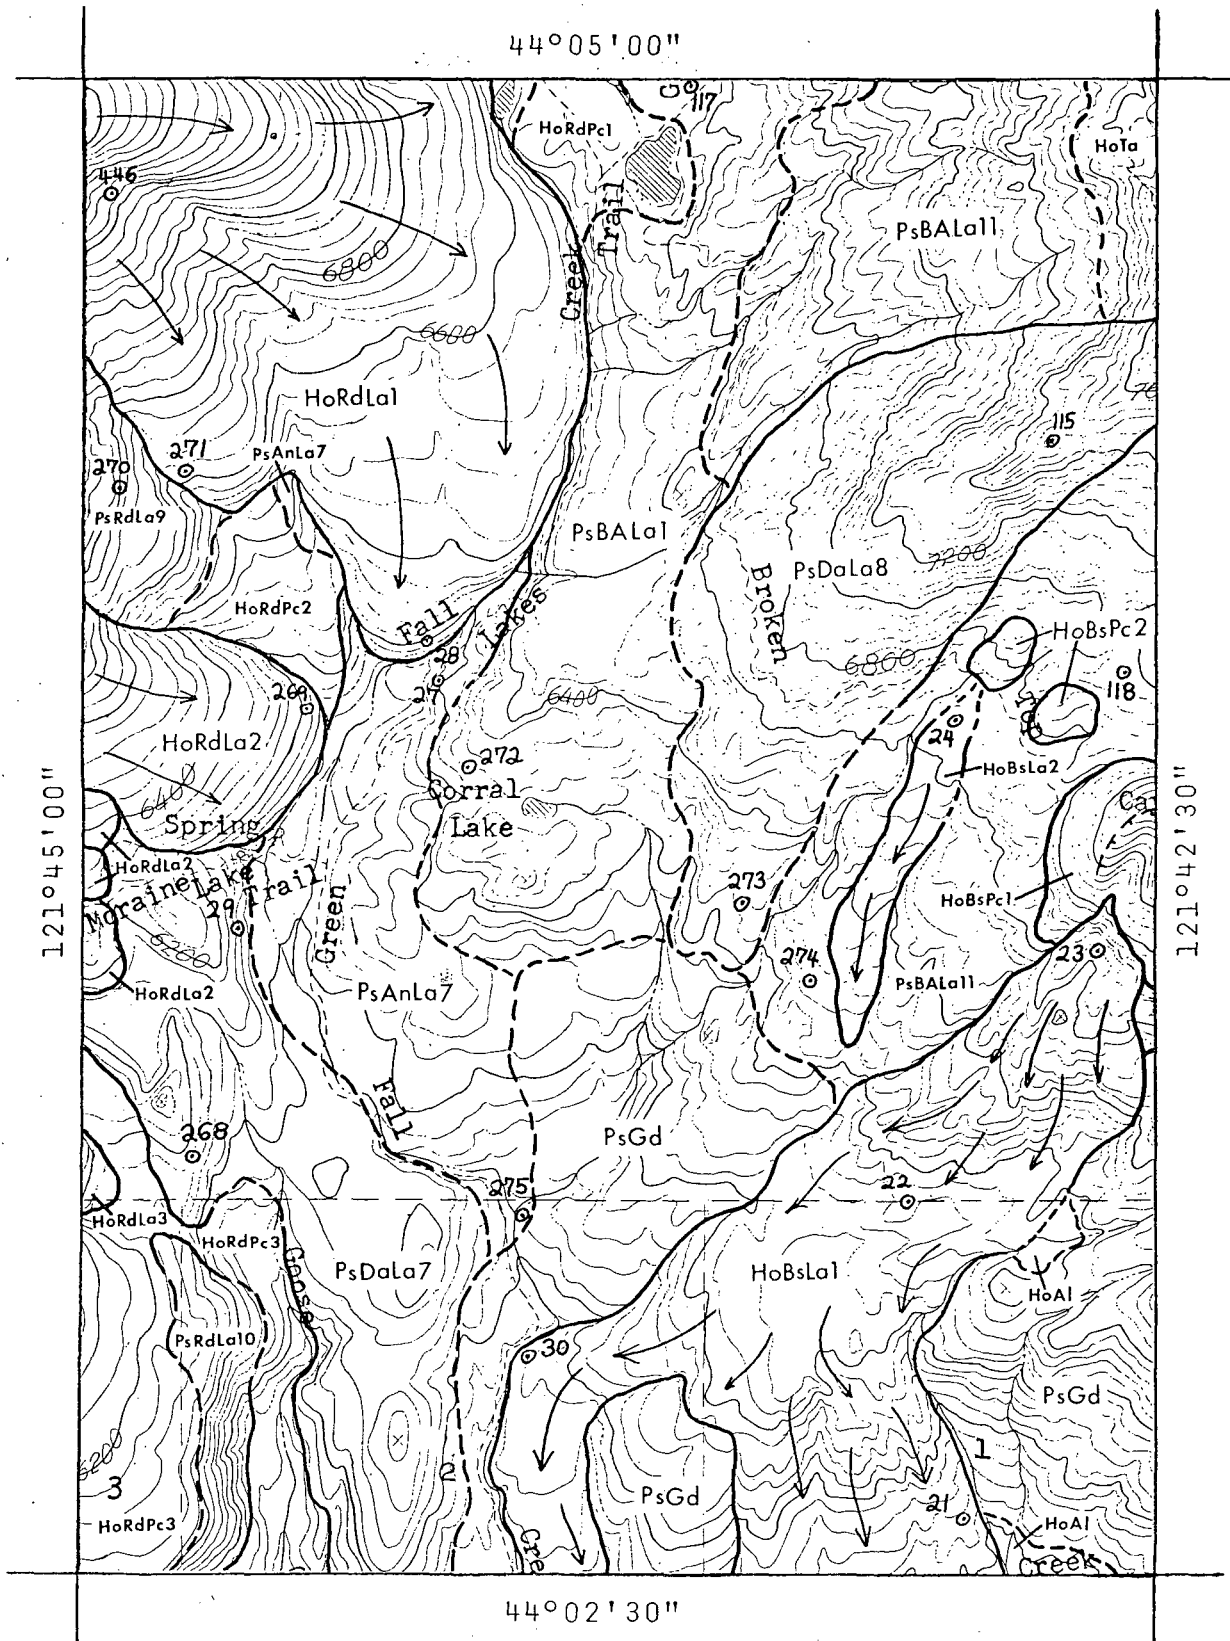 44°05'00"
117
HoRdPc1
HoTa
446
Trail
PsBALa11
Creek
6800
6600
HoRdLa1
271
270
PsAnLa7
115
PsRdLa9
PsBALa1
7200
PsDaLa8
Broken
HoRdPc2
Fall
Lakes
HoBsPc2
28
6800
27
118
269
6400
Top
24
HoRdLa2
272
HoBsLa2
121°45'00"
121°42'30"
6400
Corral
Spring
Lake
HoRdLa2
Moraine Lake Trail
HoBsPc1
273
29
Green
6200
23
274
PsBALa11
HoRdLa2
PsAnLa7
Fall
268
PsGd
275
22
HoRdLa3
HoRdPc3
Goose
PsDaLa7
HoBsLa1
HoAl
PsRdLa10
30
PsGd
6200
3
2
1
PsGd
HoRdPc3
21
HoAl
Cre
Creek
44°02'30"